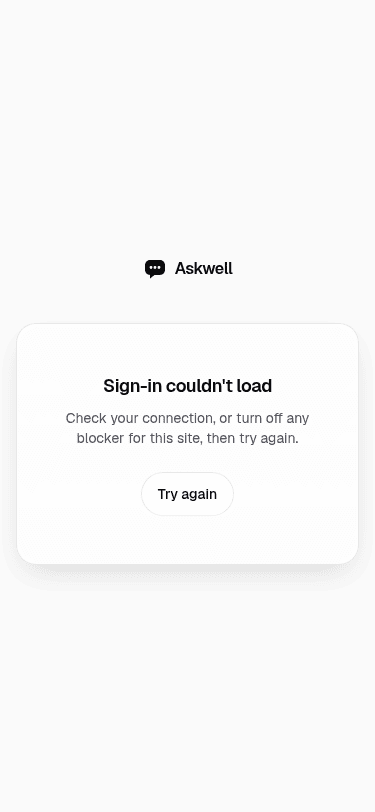 Askwell
Sign-in couldn't load
Check your connection, or turn off any
blocker for this site, then try again.
Try again